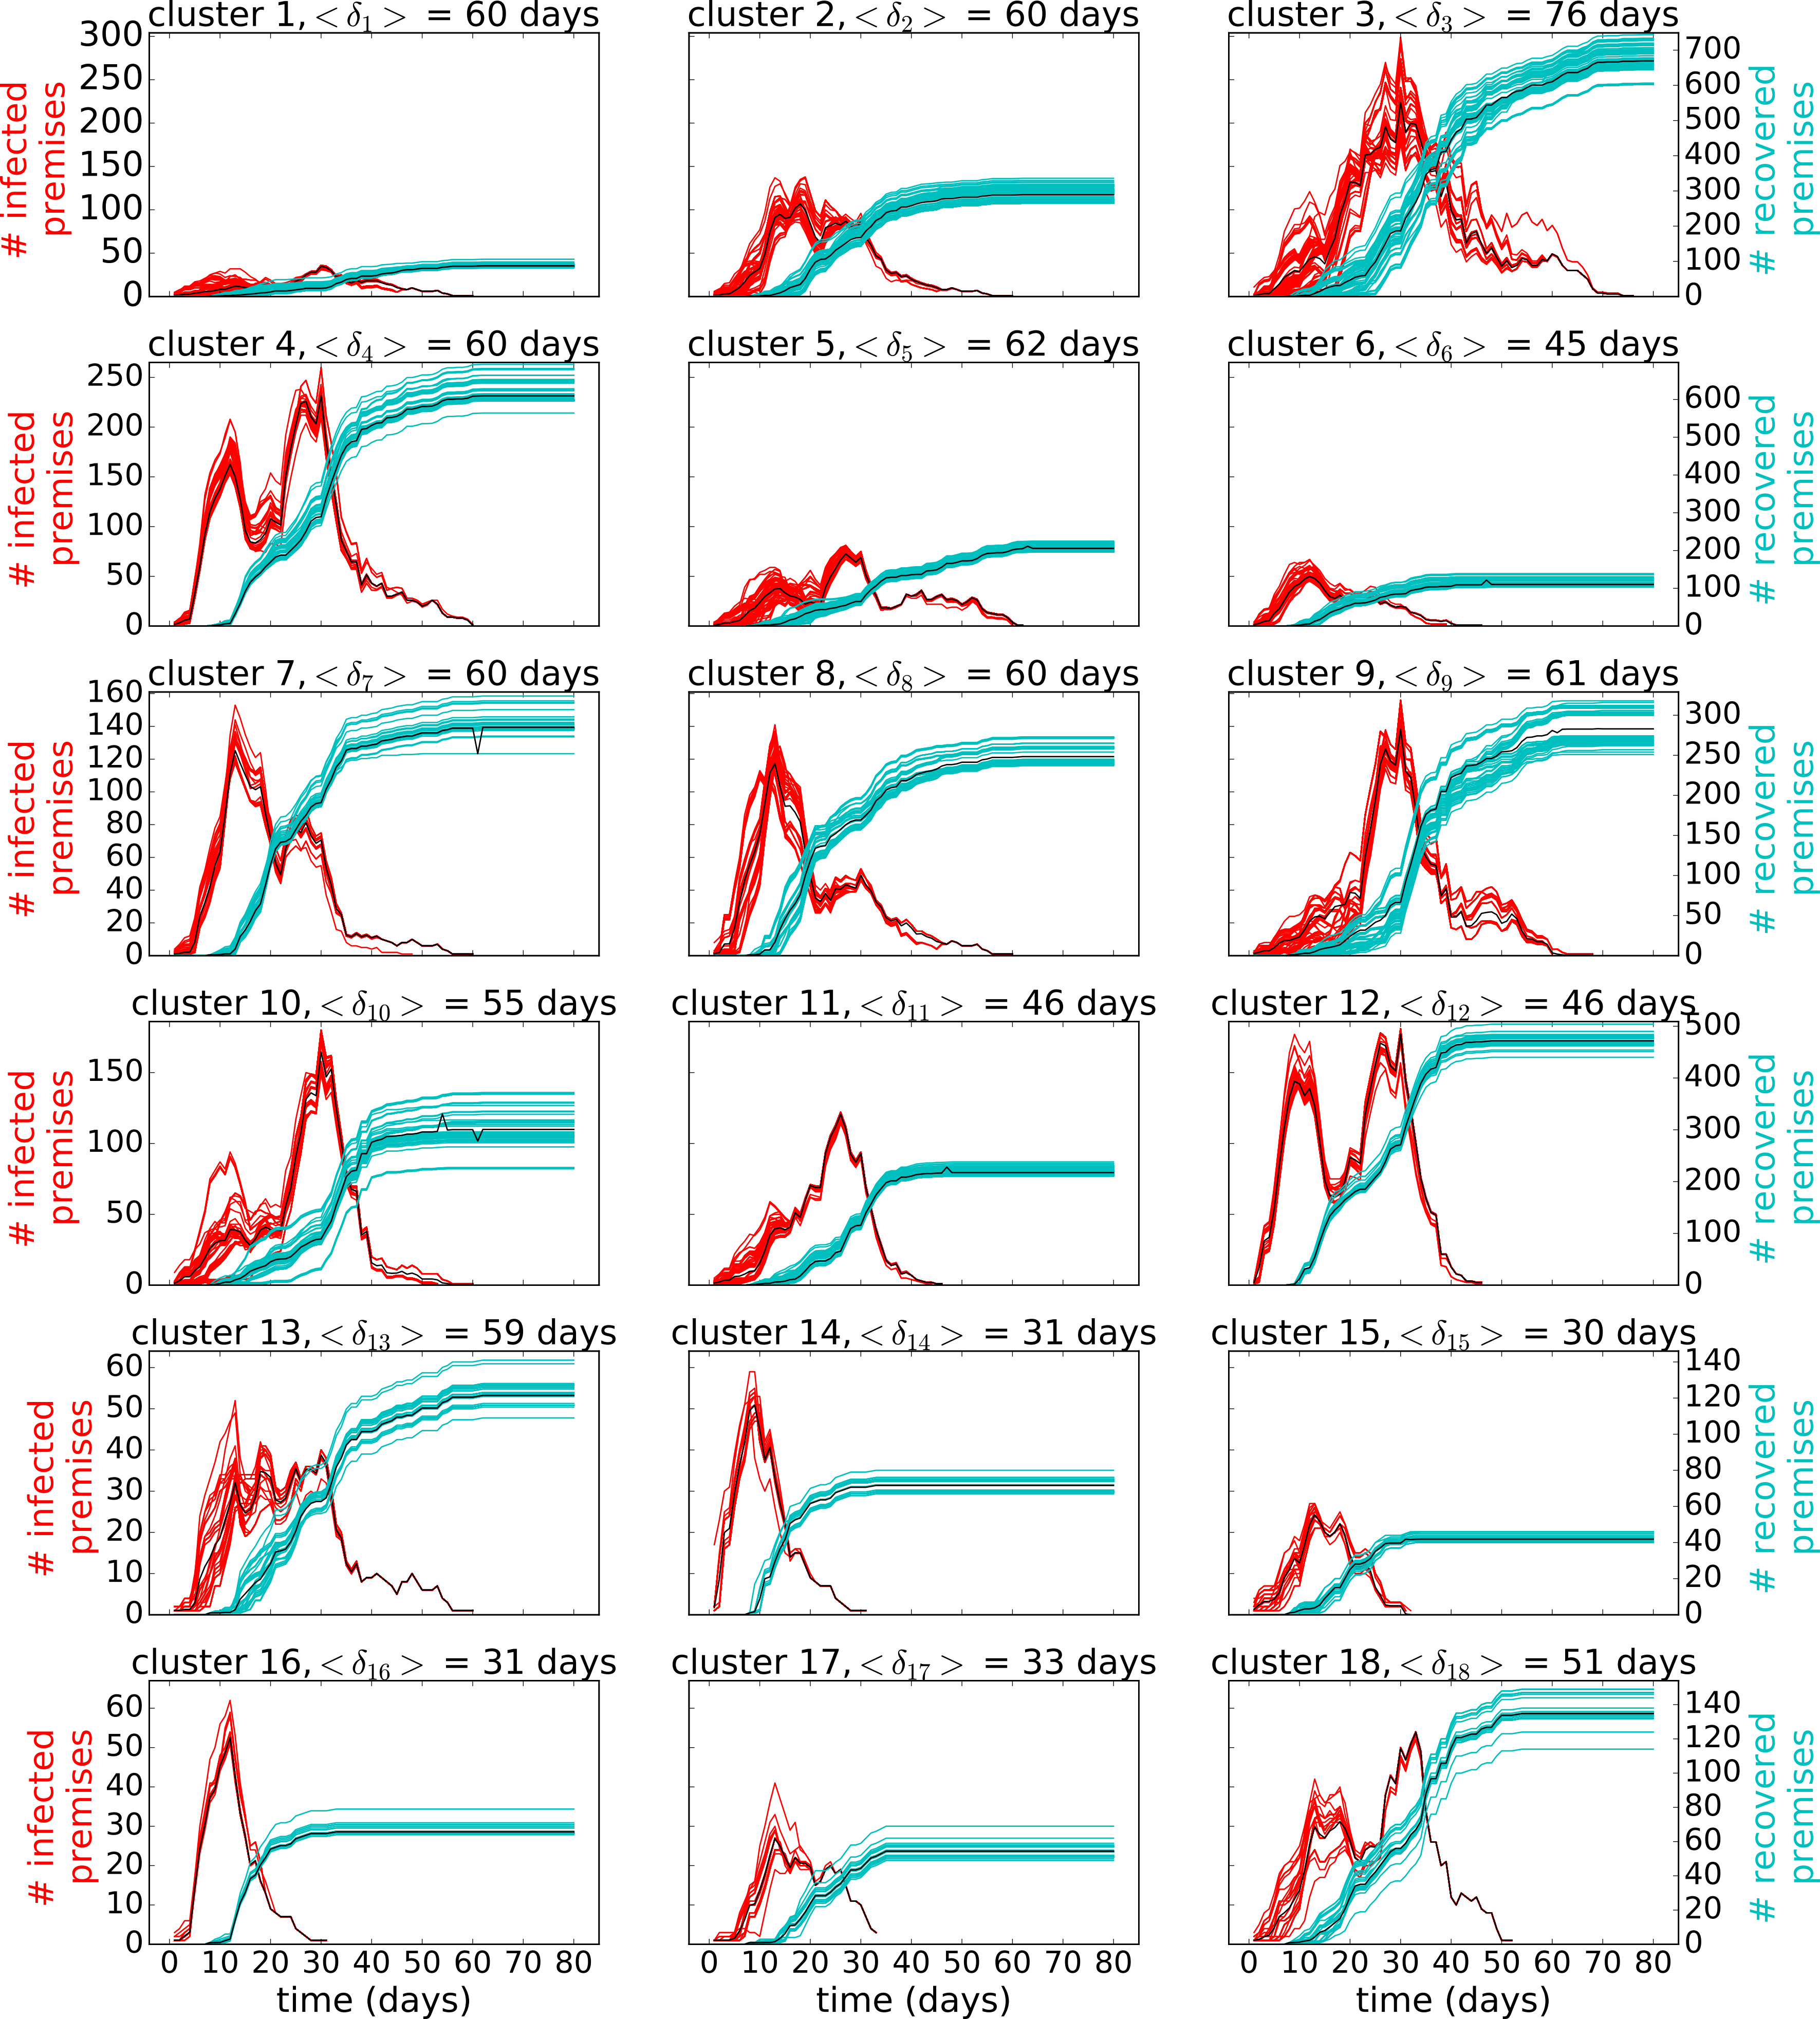 cluster 1, <δ1> = 60 days
cluster 2, <δ2> = 60 days
cluster 3, <δ3> = 76 days
# infected
premises
300
250
200
150
100
50
0
700
600
500
400
300
200
100
0
# recovered
premises
cluster 4, <δ4> = 60 days
cluster 5, <δ5> = 62 days
cluster 6, <δ6> = 45 days
# infected
premises
250
200
150
100
50
0
600
500
400
300
200
100
0
# recovered
premises
cluster 7, <δ7> = 60 days
cluster 8, <δ8> = 60 days
cluster 9, <δ9> = 61 days
# infected
premises
160
140
120
100
80
60
40
20
0
300
250
200
150
100
50
0
# recovered
premises
cluster 10, <δ10> = 55 days
cluster 11, <δ11> = 46 days
cluster 12, <δ12> = 46 days
# infected
premises
150
100
50
0
500
400
300
200
100
0
# recovered
premises
cluster 13, <δ13> = 59 days
cluster 14, <δ14> = 31 days
cluster 15, <δ15> = 30 days
# infected
premises
60
50
40
30
20
10
0
140
120
100
80
60
40
20
0
# recovered
premises
cluster 16, <δ16> = 31 days
cluster 17, <δ17> = 33 days
cluster 18, <δ18> = 51 days
# infected
premises
60
50
40
30
20
10
0
140
120
100
80
60
40
20
0
# recovered
premises
0 10 20 30 40 50 60 70 80
0 10 20 30 40 50 60 70 80
0 10 20 30 40 50 60 70 80
time (days)
time (days)
time (days)